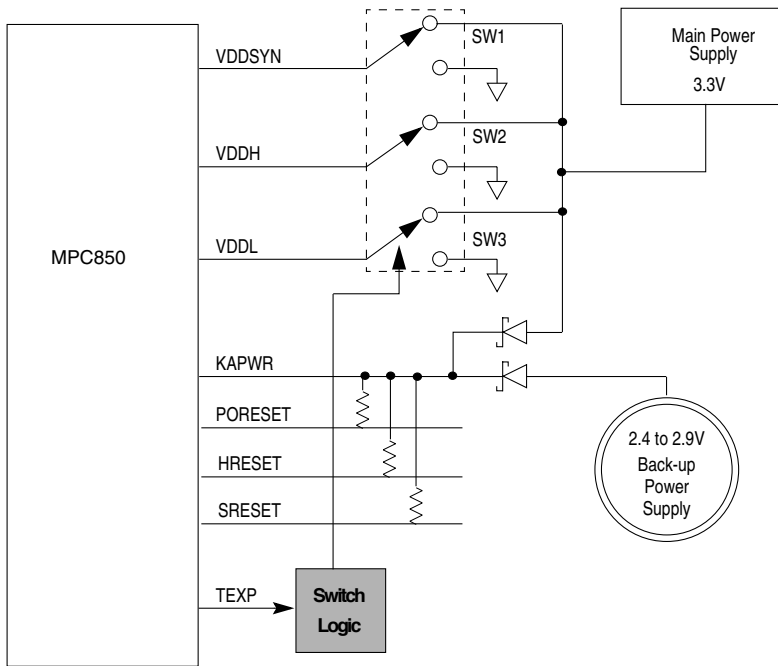 SW1
VDDSYN
Main Power
Supply
3.3V
SW2
VDDH
SW3
VDDL
MPC850
KAPWR
PORESET
HRESET
SRESET
2.4 to 2.9V
Back-up
Power
Supply
TEXP
Switch
Logic